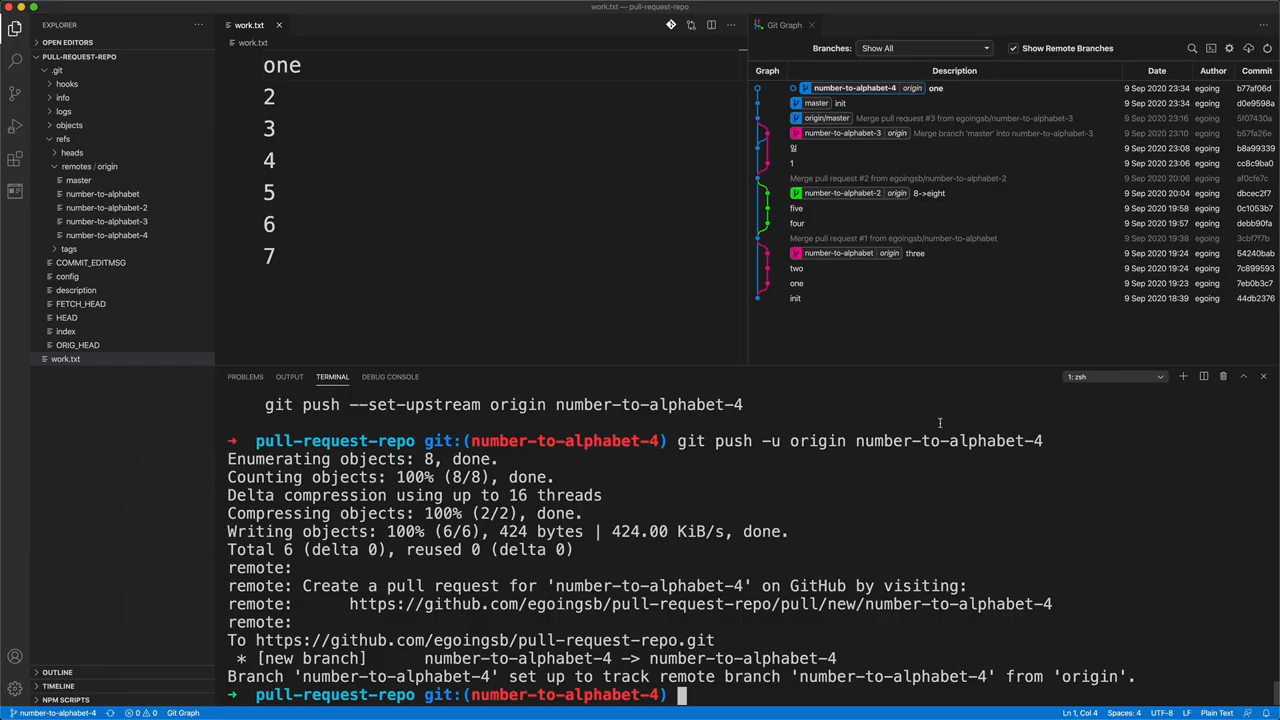 work.txt — pull-request-repo
EXPLORER
OPEN EDITORS
PULL-REQUEST-REPO
.git
hooks
info
logs
objects
refs
heads
remotes / origin
master
number-to-alphabet
number-to-alphabet-2
number-to-alphabet-3
number-to-alphabet-4
tags
COMMIT_EDITMSG
config
description
FETCH_HEAD
HEAD
index
ORIG_HEAD
work.txt
OUTLINE
TIMELINE
NPM SCRIPTS
work.txt
work.txt
one
2
3
4
5
6
7
Git Graph
Branches: Show All Show Remote Branches
Graph Description Date Author Commit
number-to-alphabet-4 origin one 9 Sep 2020 23:34 egoing b77af06d
master init 9 Sep 2020 23:34 egoing d0e9598a
origin/master Merge pull request #3 from egoingsb/number-to-alphabet-3 9 Sep 2020 23:16 egoing 5f07430a
number-to-alphabet-3 origin Merge branch 'master' into number-to-alphabet-3 9 Sep 2020 23:10 egoing b57fa26e
일 9 Sep 2020 23:08 egoing b8a99339
1 9 Sep 2020 23:06 egoing cc8c9ba0
Merge pull request #2 from egoingsb/number-to-alphabet-2 9 Sep 2020 20:06 egoing af0cfe7c
number-to-alphabet-2 origin 8->eight 9 Sep 2020 20:04 egoing dbcec2f7
five 9 Sep 2020 19:58 egoing 0c1053b7
four 9 Sep 2020 19:57 egoing d89698ec
Merge pull request #1 from egoingsb/number-to-alphabet 9 Sep 2020 19:38 egoing 3cbf7f7b
number-to-alphabet origin three 9 Sep 2020 19:24 egoing 54240bab
two 9 Sep 2020 19:24 egoing 7c899593
one 9 Sep 2020 19:23 egoing 7eb0b3c7
init 9 Sep 2020 18:39 egoing 44db2376
PROBLEMS OUTPUT TERMINAL DEBUG CONSOLE 1: zsh
git push --set-upstream origin number-to-alphabet-4
➜ pull-request-repo git:(number-to-alphabet-4) git push -u origin number-to-alphabet-4
Enumerating objects: 8, done.
Counting objects: 100% (8/8), done.
Delta compression using up to 16 threads
Compressing objects: 100% (2/2), done.
Writing objects: 100% (6/6), 424 bytes | 424.00 KiB/s, done.
Total 6 (delta 0), reused 0 (delta 0)
remote:
remote: Create a pull request for 'number-to-alphabet-4' on GitHub by visiting:
remote: https://github.com/egoingsb/pull-request-repo/pull/new/number-to-alphabet-4
remote:
To https://github.com/egoingsb/pull-request-repo.git
* [new branch] number-to-alphabet-4 -> number-to-alphabet-4
Branch 'number-to-alphabet-4' set up to track remote branch 'number-to-alphabet-4' from 'origin'.
➜ pull-request-repo git:(number-to-alphabet-4)
number-to-alphabet-4 0 0 Git Graph Ln 1, Col 4 Spaces: 4 UTF-8 LF Plain Text